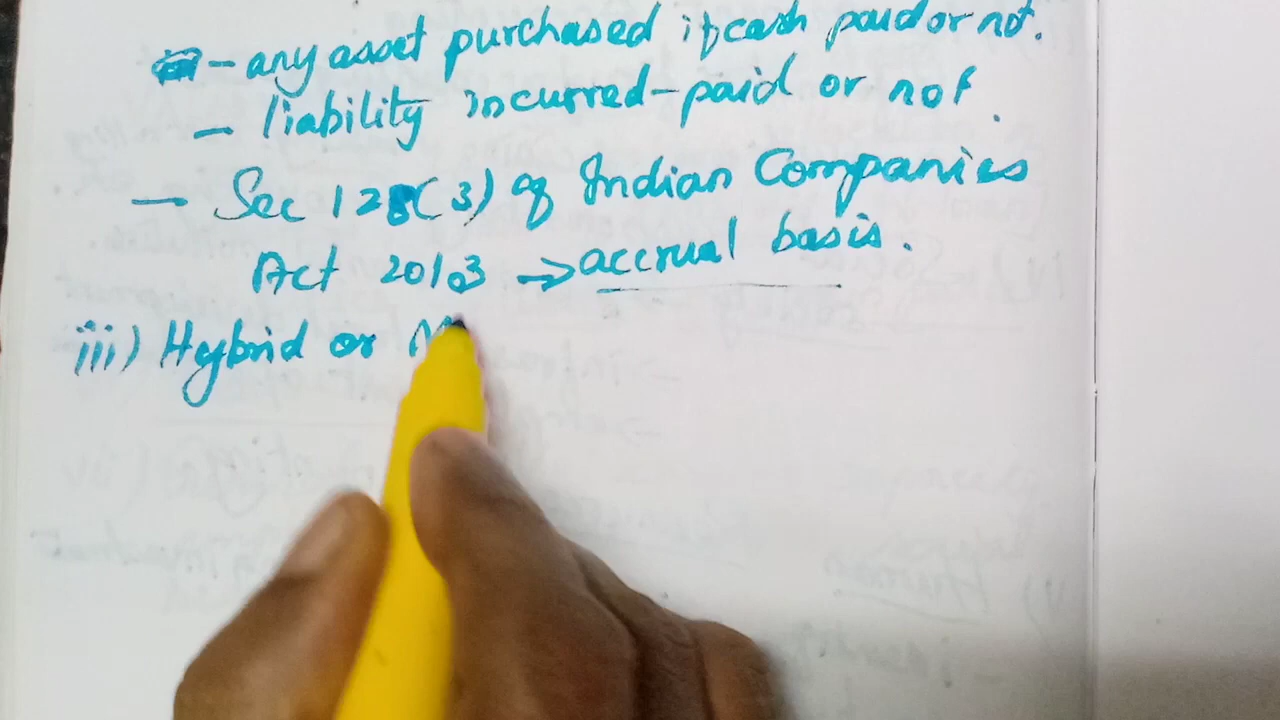 - any asset purchased if cash paid or not.
- liability incurred - paid or not.
- Sec 128(3) of Indian Companies
Act 2013 → accrual basis.
iii) Hybrid or M